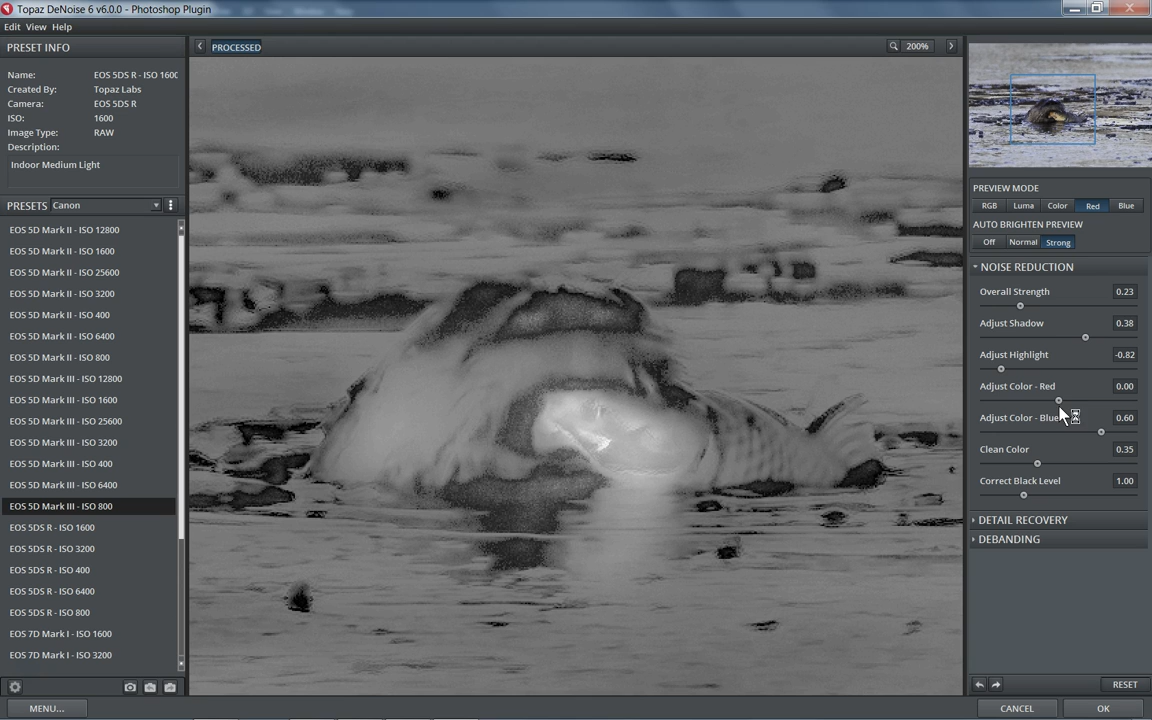 Topaz DeNoise 6 v6.0.0 - Photoshop Plugin
Edit View Help
PRESET INFO
Name: EOS 5DS R - ISO 160
Created By: Topaz Labs
Camera: EOS 5DS R
ISO: 1600
Image Type: RAW
Description:
Indoor Medium Light
PRESETS Canon
EOS 5D Mark II - ISO 12800
EOS 5D Mark II - ISO 1600
EOS 5D Mark II - ISO 25600
EOS 5D Mark II - ISO 3200
EOS 5D Mark II - ISO 400
EOS 5D Mark II - ISO 6400
EOS 5D Mark II - ISO 800
EOS 5D Mark III - ISO 12800
EOS 5D Mark III - ISO 1600
EOS 5D Mark III - ISO 25600
EOS 5D Mark III - ISO 3200
EOS 5D Mark III - ISO 400
EOS 5D Mark III - ISO 6400
EOS 5D Mark III - ISO 800
EOS 5DS R - ISO 1600
EOS 5DS R - ISO 3200
EOS 5DS R - ISO 400
EOS 5DS R - ISO 6400
EOS 5DS R - ISO 800
EOS 7D Mark I - ISO 1600
EOS 7D Mark I - ISO 3200
MENU...
PROCESSED
200%
PREVIEW MODE
RGB Luma Color Red Blue
AUTO BRIGHTEN PREVIEW
Off Normal Strong
NOISE REDUCTION
Overall Strength 0.23
Adjust Shadow 0.38
Adjust Highlight -0.82
Adjust Color - Red 0.00
Adjust Color - Blue 0.60
Clean Color 0.35
Correct Black Level 1.00
DETAIL RECOVERY
DEBANDING
RESET
CANCEL OK